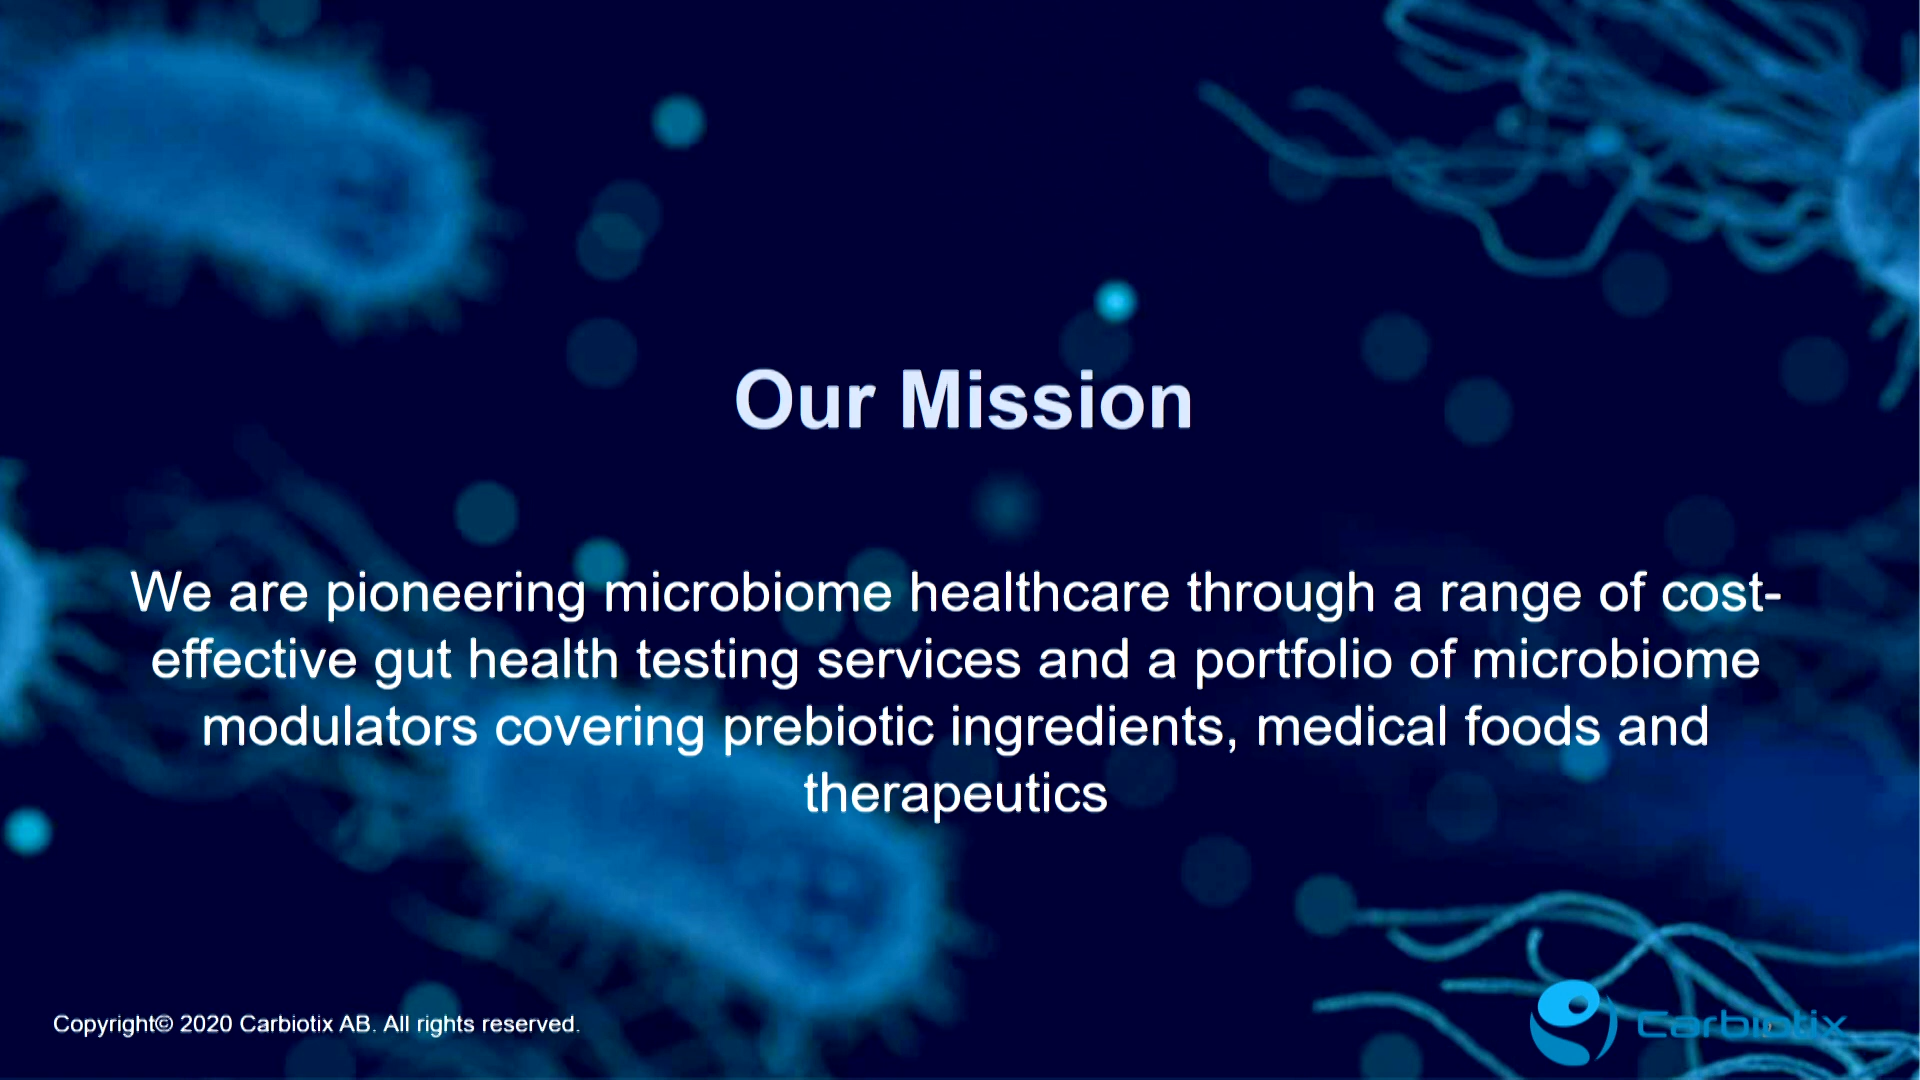 Our Mission
We are pioneering microbiome healthcare through a range of cost-
effective gut health testing services and a portfolio of microbiome
modulators covering prebiotic ingredients, medical foods and
therapeutics
Copyright© 2020 Carbiotix AB. All rights reserved.
Carbiotix